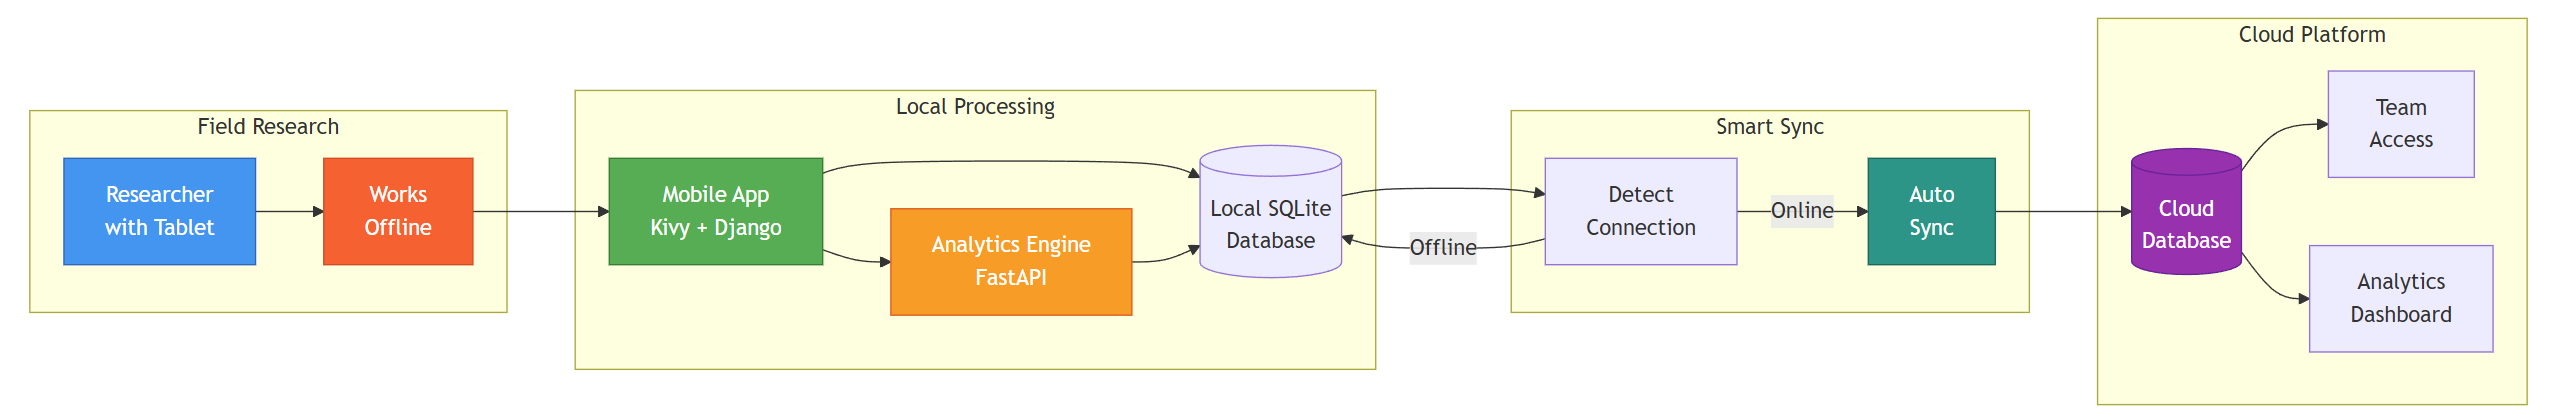 Field Research
Researcher
with Tablet
Works
Offline
Local Processing
Mobile App
Kivy + Django
Analytics Engine
FastAPI
Local SQLite
Database
Offline
Smart Sync
Detect
Connection
Online
Auto
Sync
Cloud Platform
Cloud
Database
Team
Access
Analytics
Dashboard